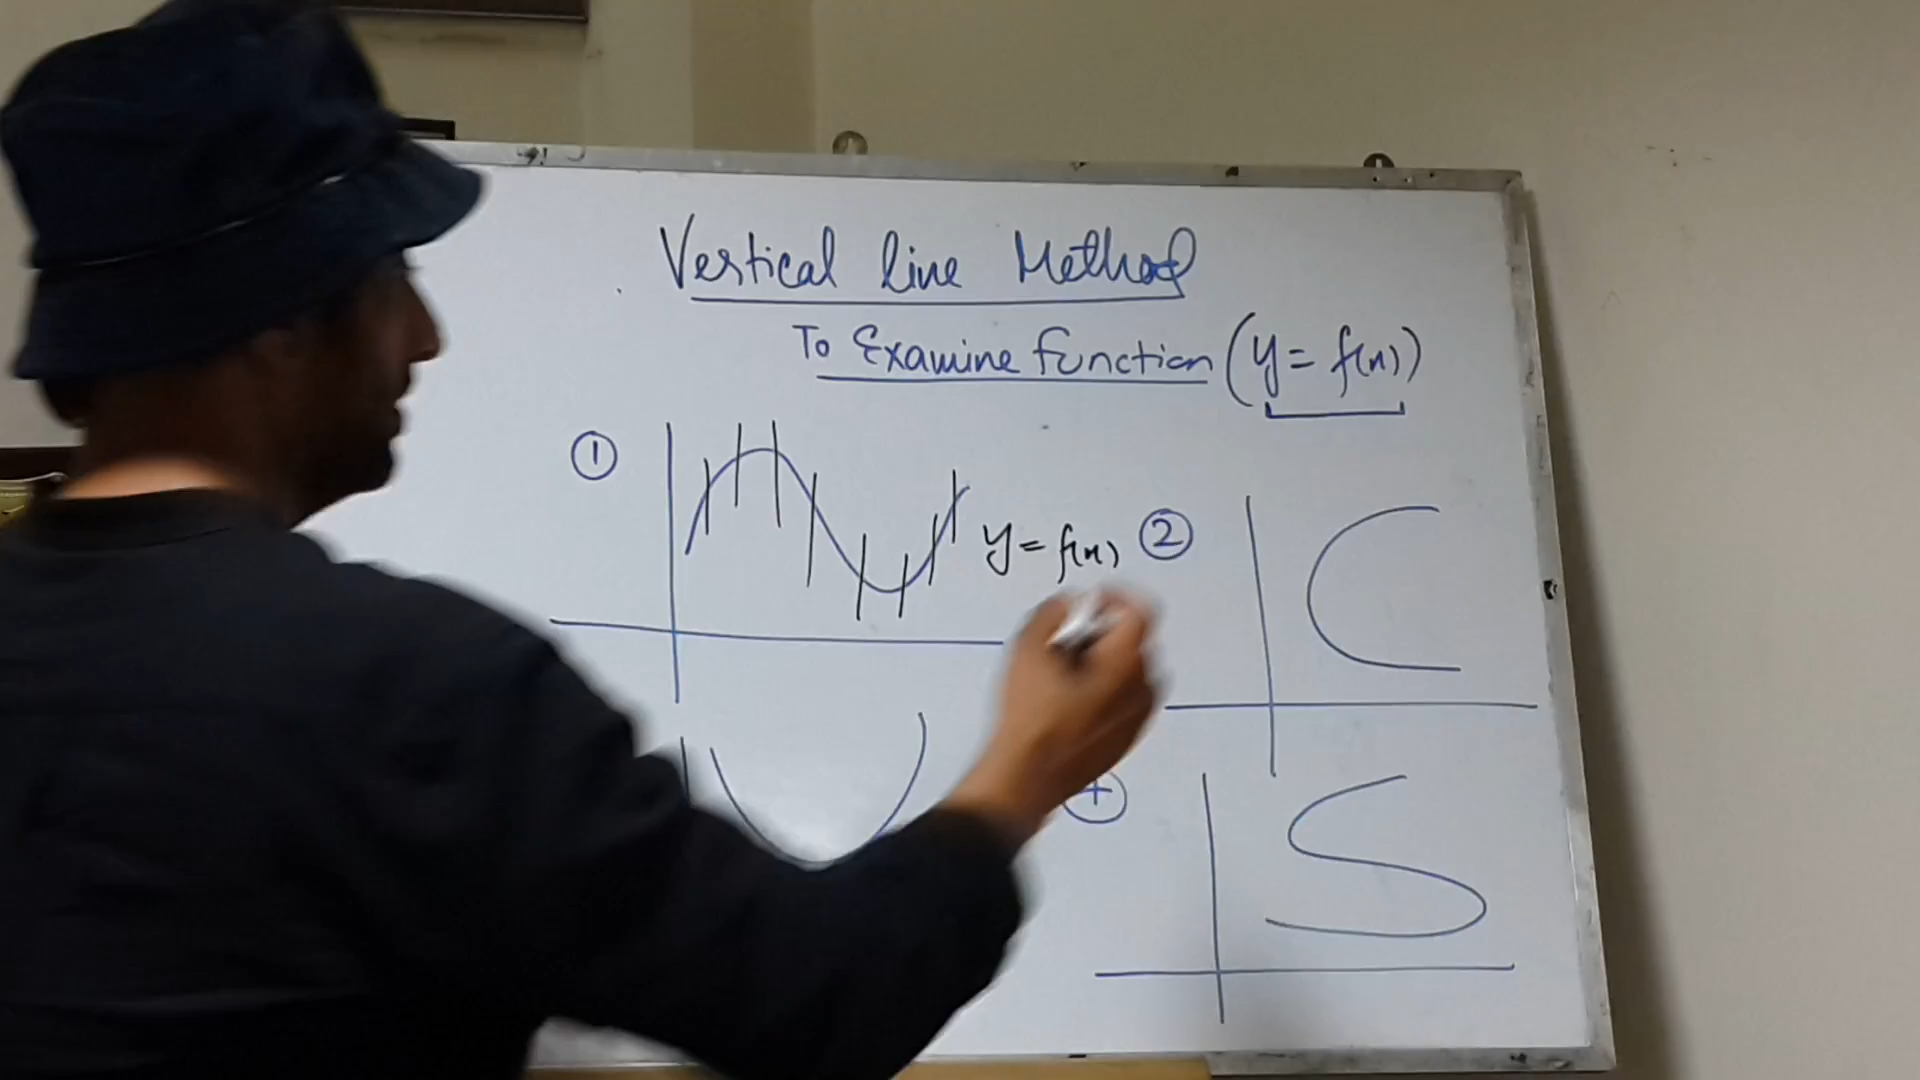 Vertical line Method
To Examine function (y = f(x))
①
y = f(x)
②